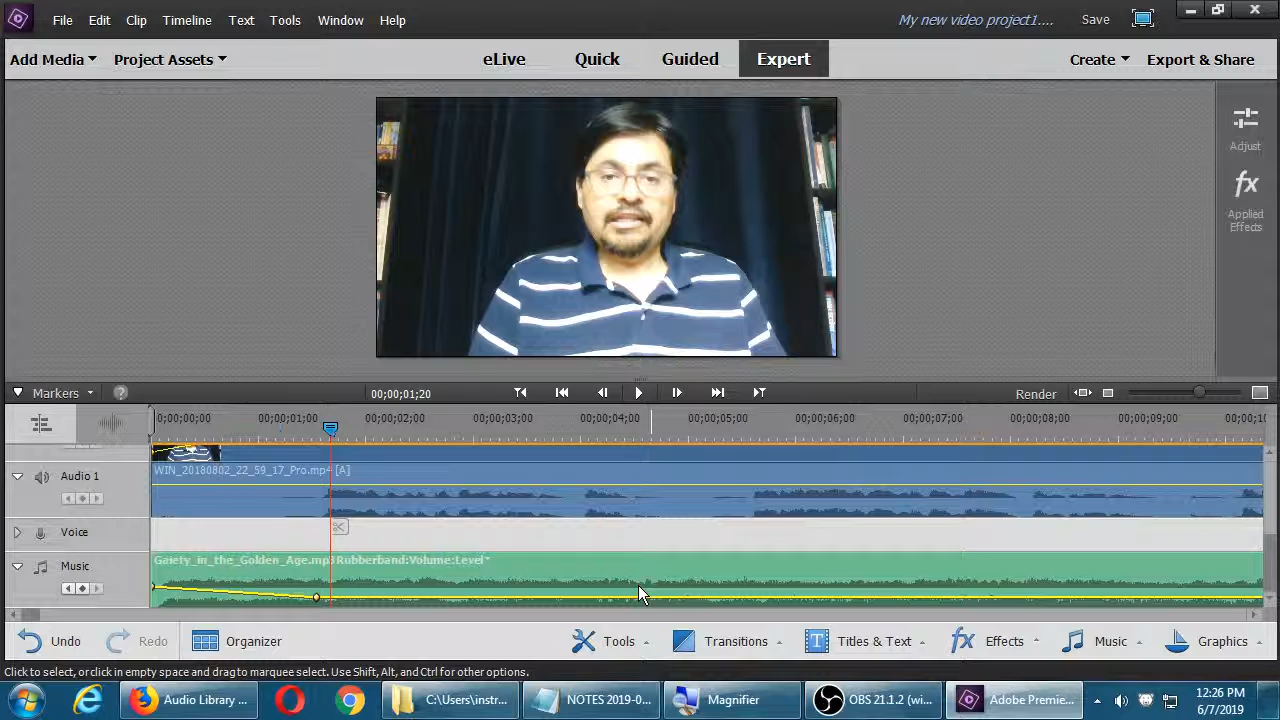 File Edit Clip Timeline Text Tools Window Help
My new video project1....
Save
Add Media
Project Assets
eLive
Quick
Guided
Expert
Create
Export & Share
Adjust
fx
Applied
Effects
Markers
?
00;00;01;20
Render
0;00;00;00
00;00;01;00
00;00;02;00
00;00;03;00
00;00;04;00
00;00;05;00
00;00;06;00
00;00;07;00
00;00;08;00
00;00;09;00
00;00;10
Audio 1
WIN_20180802_22_59_17_Pro.mp4 [A]
Voice
Music
Gaiety_in_the_Golden_Age.mp3 Rubberband:Volume:Level
Undo
Redo
Organizer
Tools
Transitions
T
Titles & Text
fx
Effects
Music
Graphics
Click to select, or click in empty space and drag to marquee select. Use Shift, Alt, and Ctrl for other options.
Audio Library ...
C:\Users\instr...
NOTES 2019-0...
Magnifier
OBS 21.1.2 (wi...
Adobe Premie...
12:26 PM
6/7/2019